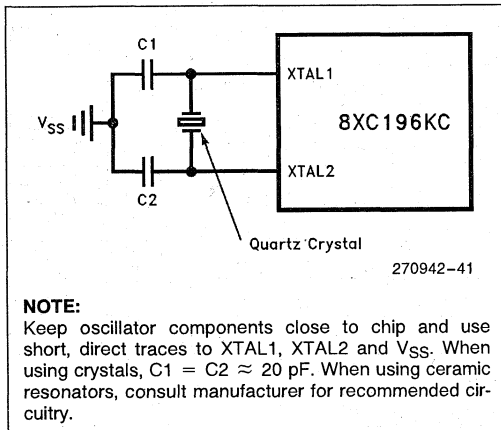 C1
XTAL1
8XC196KC
VSS
XTAL2
C2
Quartz Crystal
270942-41
NOTE:
Keep oscillator components close to chip and use
short, direct traces to XTAL1, XTAL2 and VSS. When
using crystals, C1 = C2 ≈ 20 pF. When using ceramic
resonators, consult manufacturer for recommended cir-
cuitry.